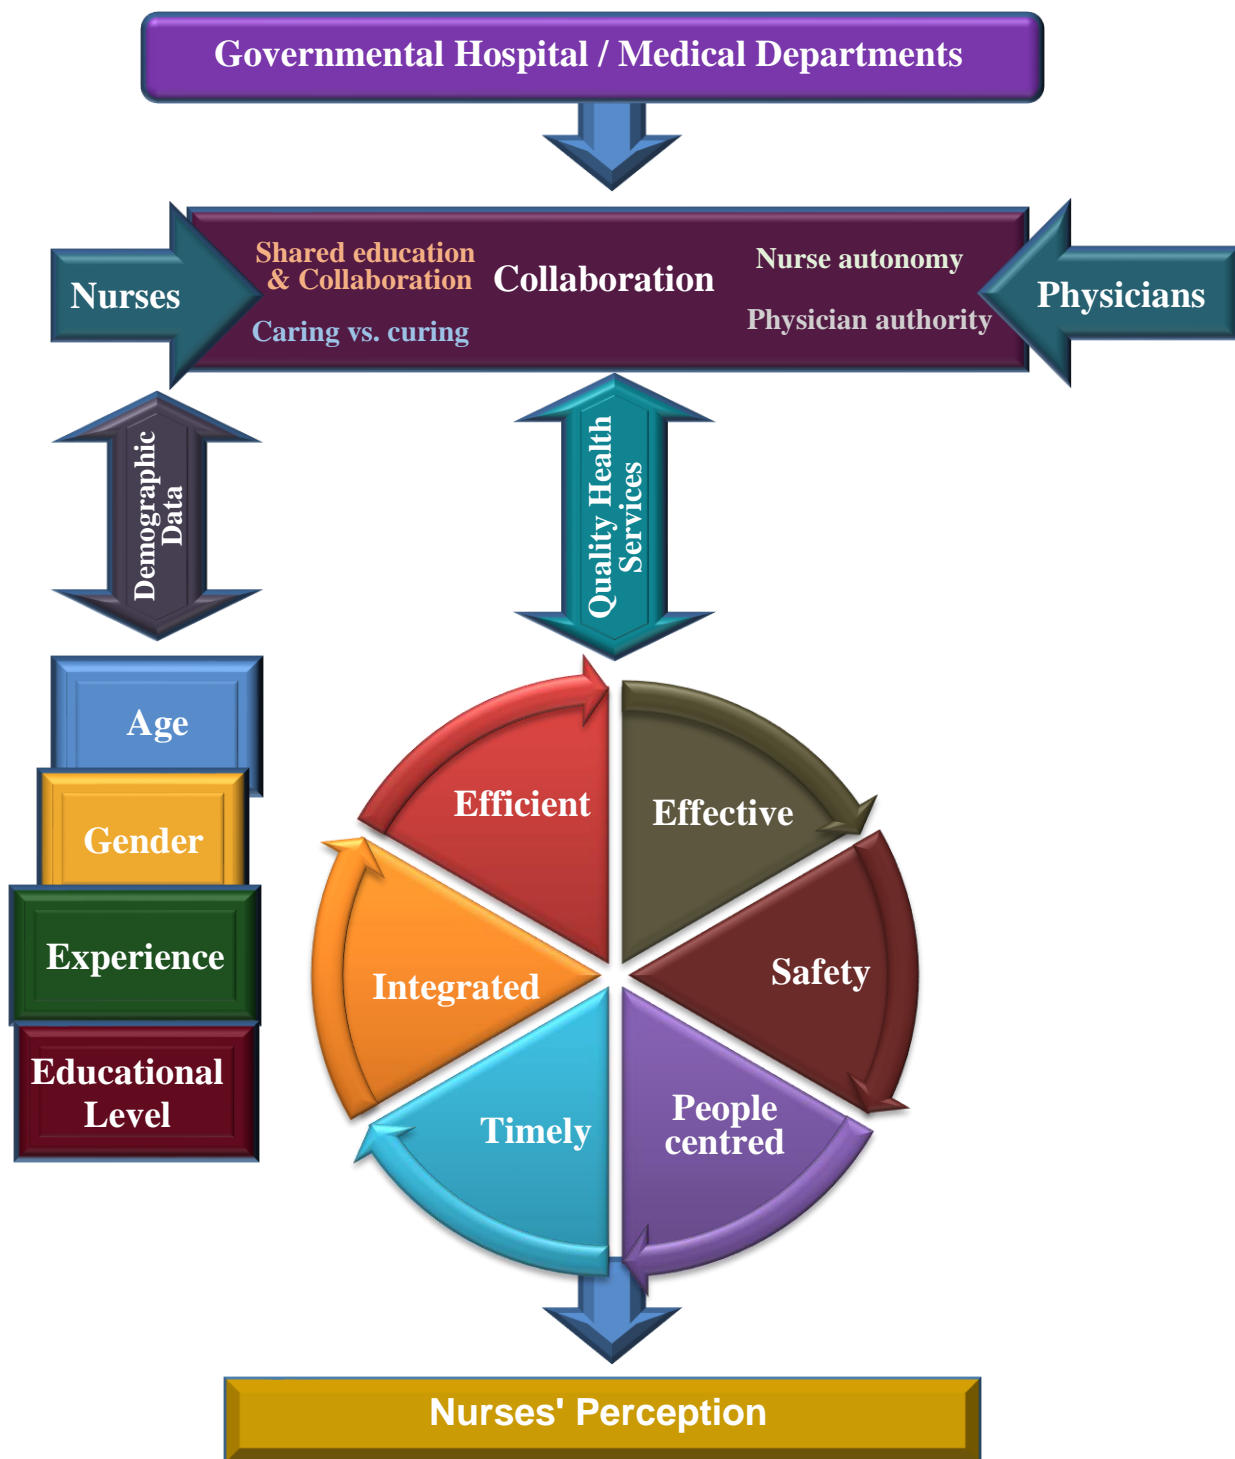 Governmental Hospital / Medical Departments
Nurses
Shared education
& Collaboration
Caring vs. curing
Collaboration
Nurse autonomy
Physician authority
Physicians
Demographic
Data
Quality Health
Services
Age
Gender
Experience
Educational
Level
Efficient
Effective
Integrated
Safety
Timely
People
centred
Nurses' Perception